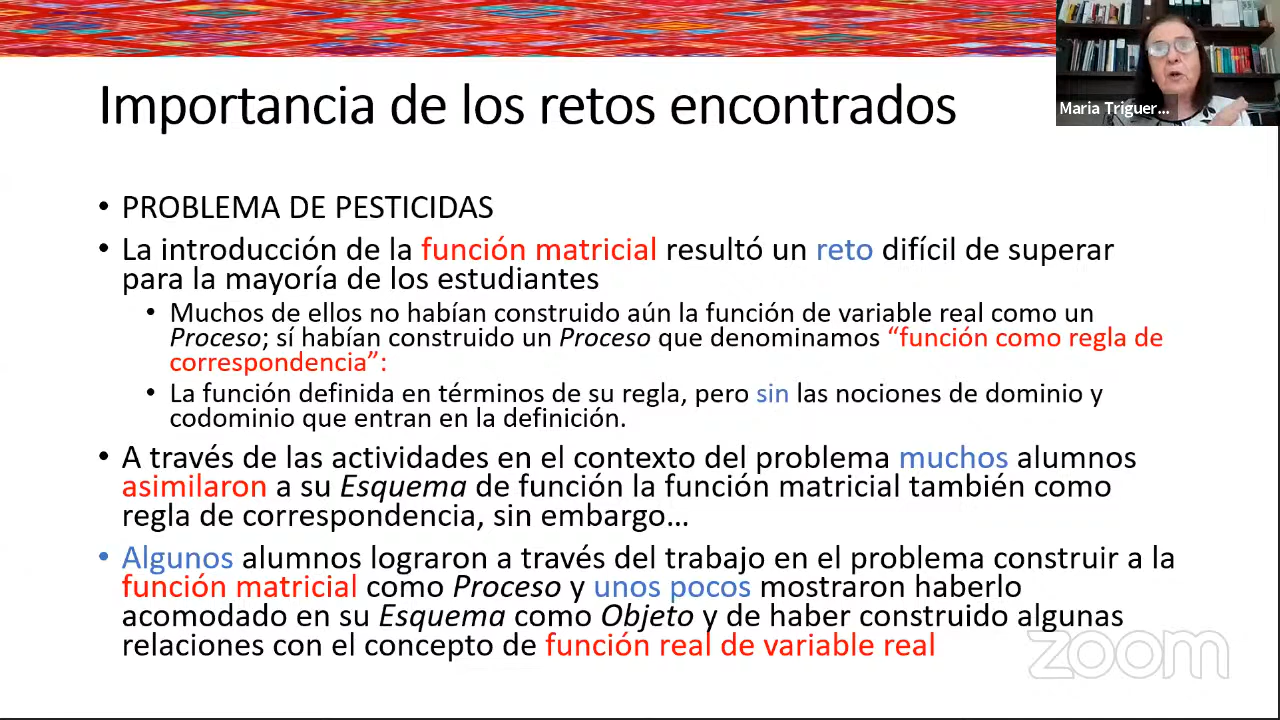 Importancia de los retos encontrados
Maria Triguer...
• PROBLEMA DE PESTICIDAS
• La introducción de la función matricial resultó un reto difícil de superar
para la mayoría de los estudiantes
• Muchos de ellos no habían construido aún la función de variable real como un
Proceso; sí habían construido un Proceso que denominamos “función como regla de
correspondencia”:
• La función definida en términos de su regla, pero sin las nociones de dominio y
codominio que entran en la definición.
• A través de las actividades en el contexto del problema muchos alumnos
asimilaron a su Esquema de función la función matricial también como
regla de correspondencia, sin embargo…
• Algunos alumnos lograron a través del trabajo en el problema construir a la
función matricial como Proceso y unos pocos mostraron haberlo
acomodado en su Esquema como Objeto y de haber construido algunas
relaciones con el concepto de función real de variable real
zoom